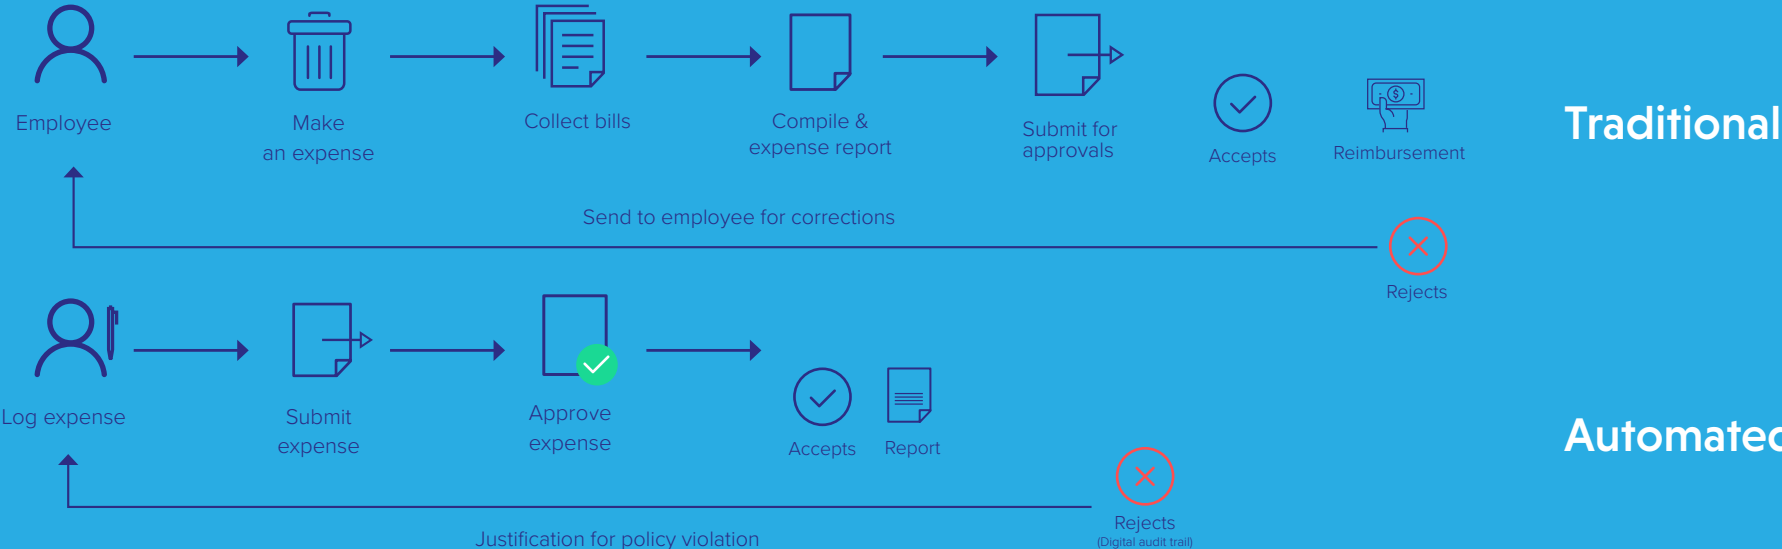 Employee
Make
an expense
Collect bills
Compile &
expense report
Submit for
approvals
Accepts
$
Reimbursement
Traditional
Send to employee for corrections
Rejects
Log expense
Submit
expense
Approve
expense
Accepts
Report
Automated
Rejects
(Digital audit trail)
Justification for policy violation